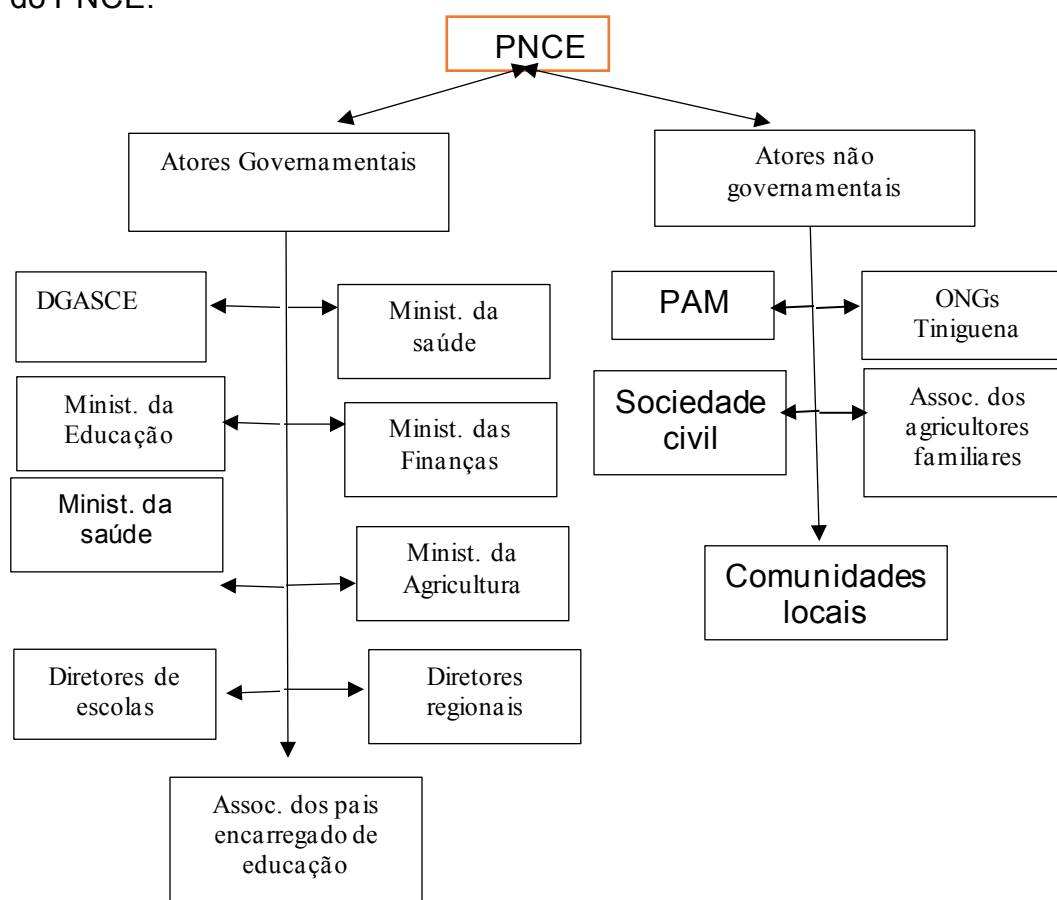 do PNCE.
PNCE
Atores Governamentais
Atores não
governamentais
DGASCE
Minist. da
saúde
PAM
ONGs
Tiniguena
Minist. da
Educação
Minist. das
Finanças
Sociedade
civil
Assoc. dos
agricultores
familiares
Minist. da
saúde
Minist. da
Agricultura
Comunidades
locais
Diretores de
escolas
Diretores
regionais
Assoc. dos pais
encarregado de
educação